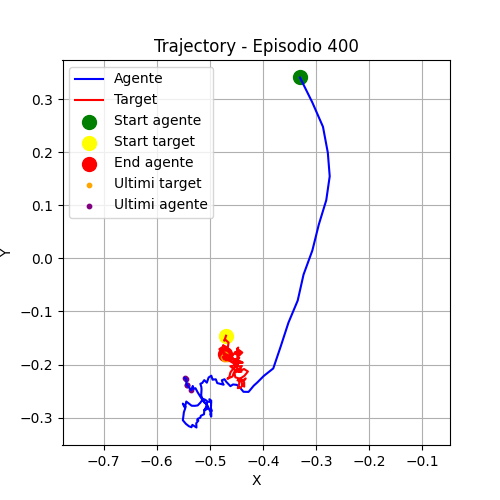 Trajectory - Episodio 400
Agente
Target
Start agente
Start target
End agente
Ultimi target
Ultimi agente
0.3
0.2
0.1
0.0
−0.1
−0.2
−0.3
Y
−0.7 −0.6 −0.5 −0.4 −0.3 −0.2 −0.1
X